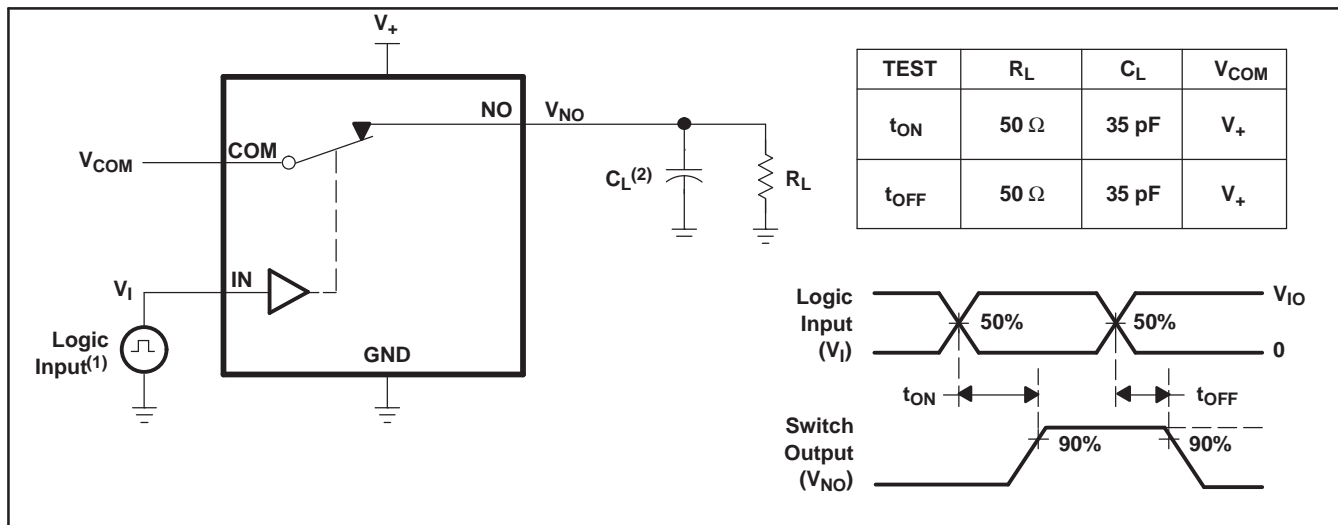 V+
NO
VNO
COM
VCOM
CL(2)
RL
IN
VI
Logic
Input(1)
GND
TEST RL CL VCOM
tON 50 Ω 35 pF V+
tOFF 50 Ω 35 pF V+
Logic
Input
(VI)
50%
50%
VIO
0
tON
tOFF
Switch
Output
(VNO)
90%
90%